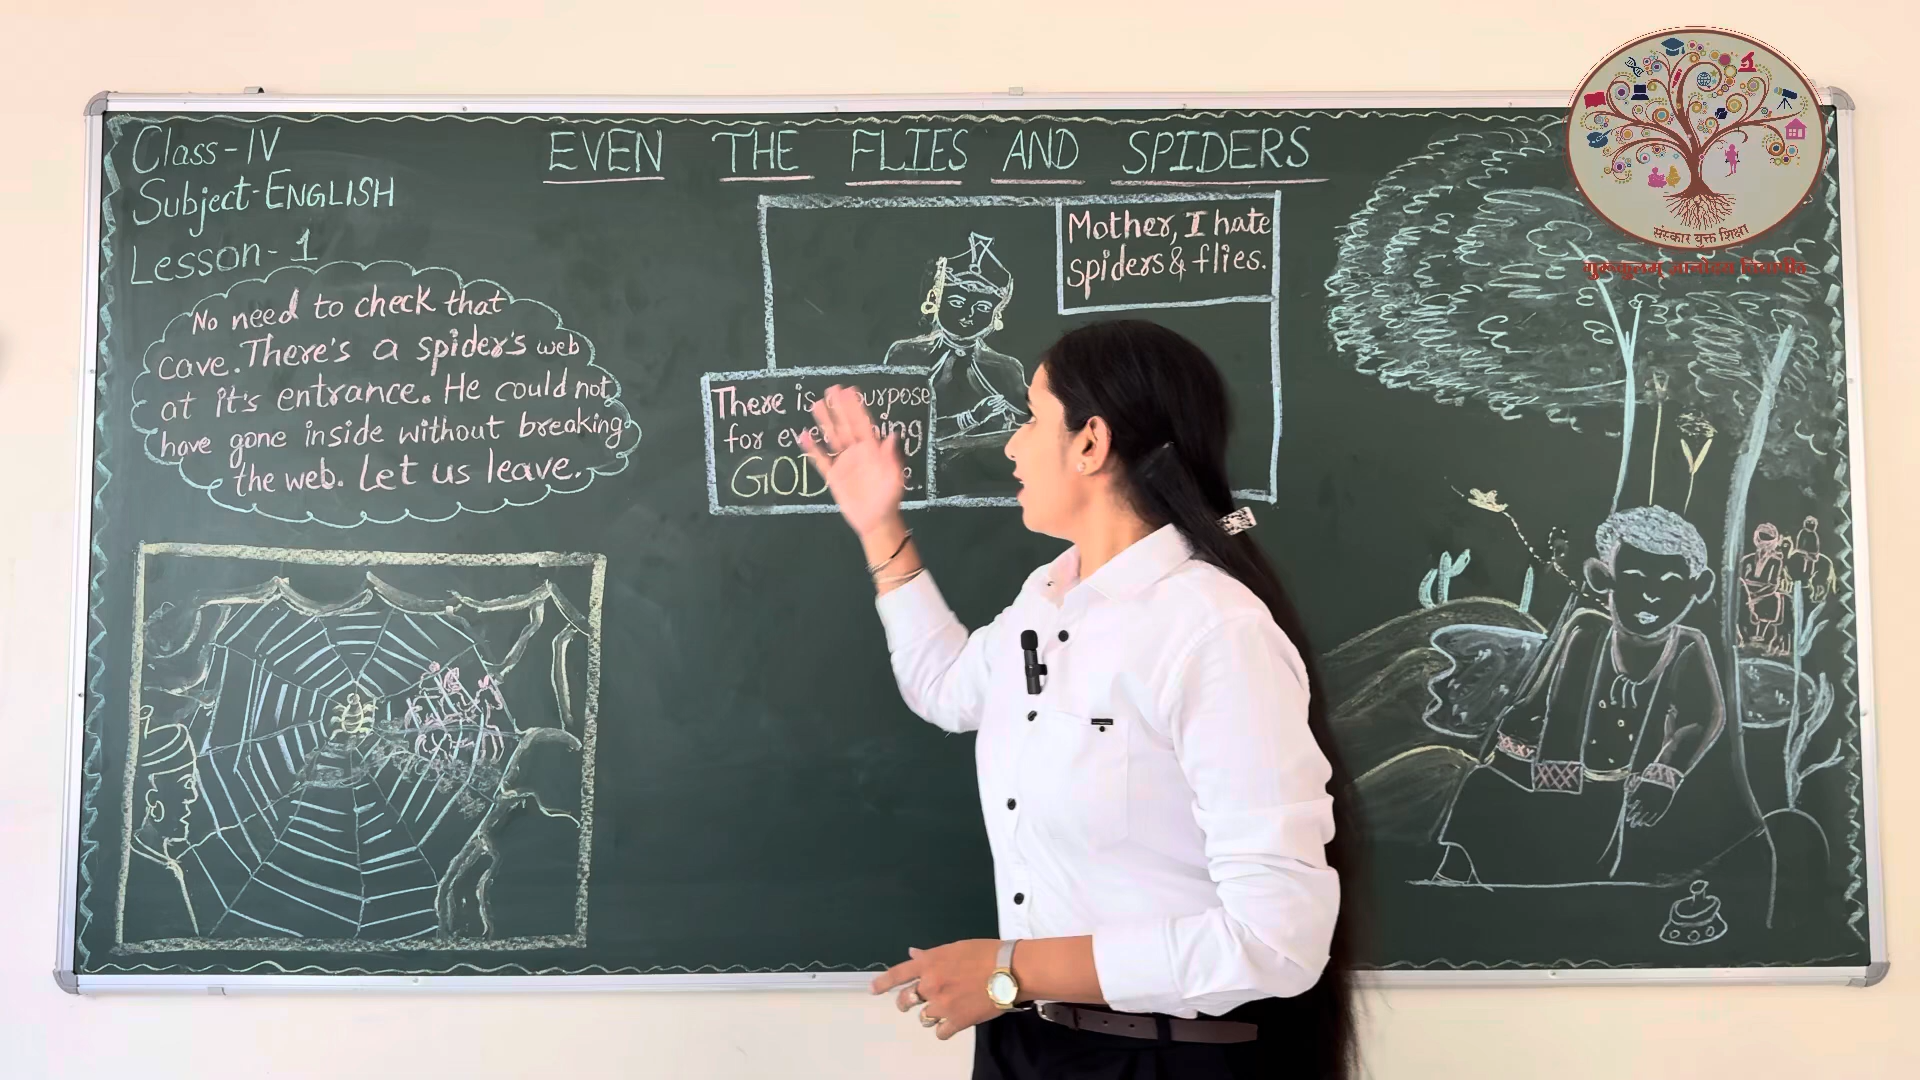 Class-IV
Subject-ENGLISH
Lesson-1
EVEN THE FLIES AND SPIDERS
No need to check that
cave. There's a spider's web
at it's entrance. He could not
have gone inside without breaking
the web. Let us leave.
Mother, I hate
spiders & flies.
There is purpose
for
GOD
संस्कार युक्त शिक्षा